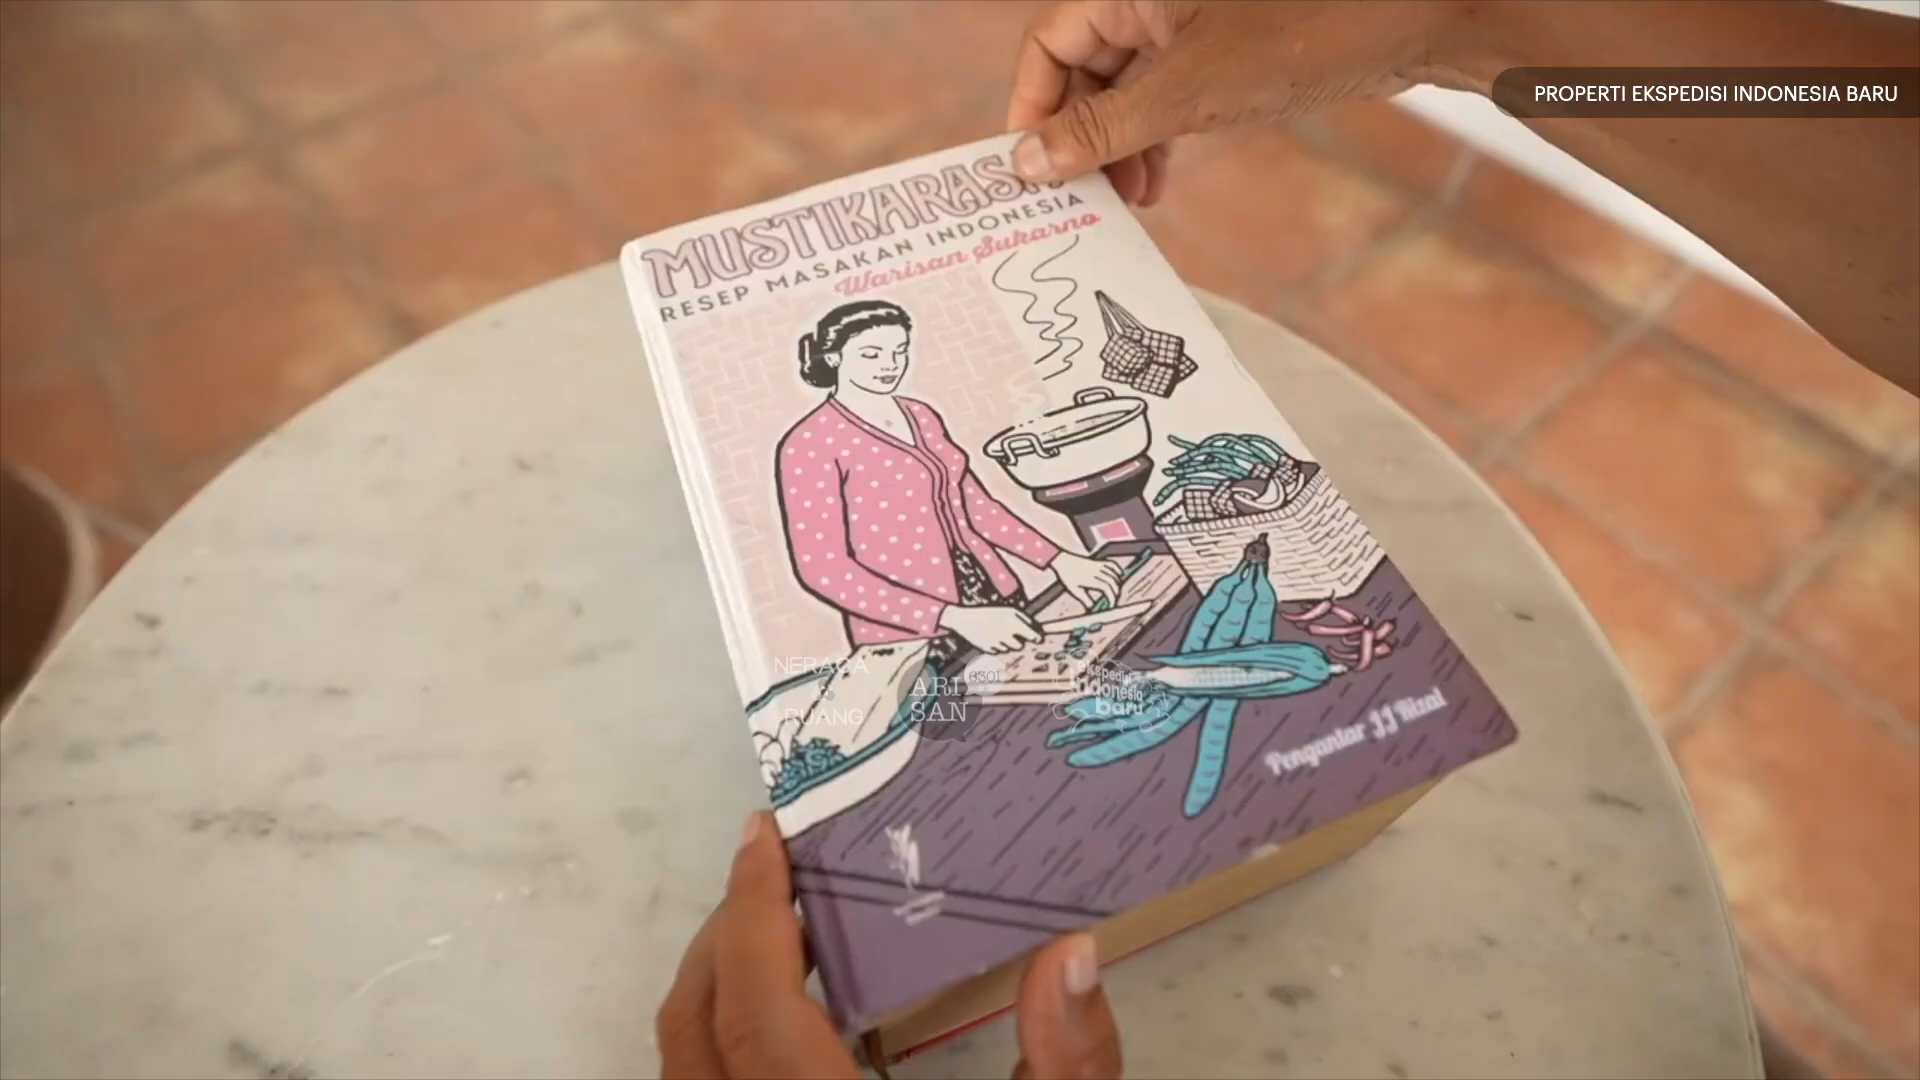 PROPERTI EKSPEDISI INDONESIA BARU
RESEP MASAKAN INDONESIA
Warisan Sukarno
NERACA
RUANG
ARI
SAN
6301
ekspedisi
indonesia
baru
Pengantar JJ Rizal